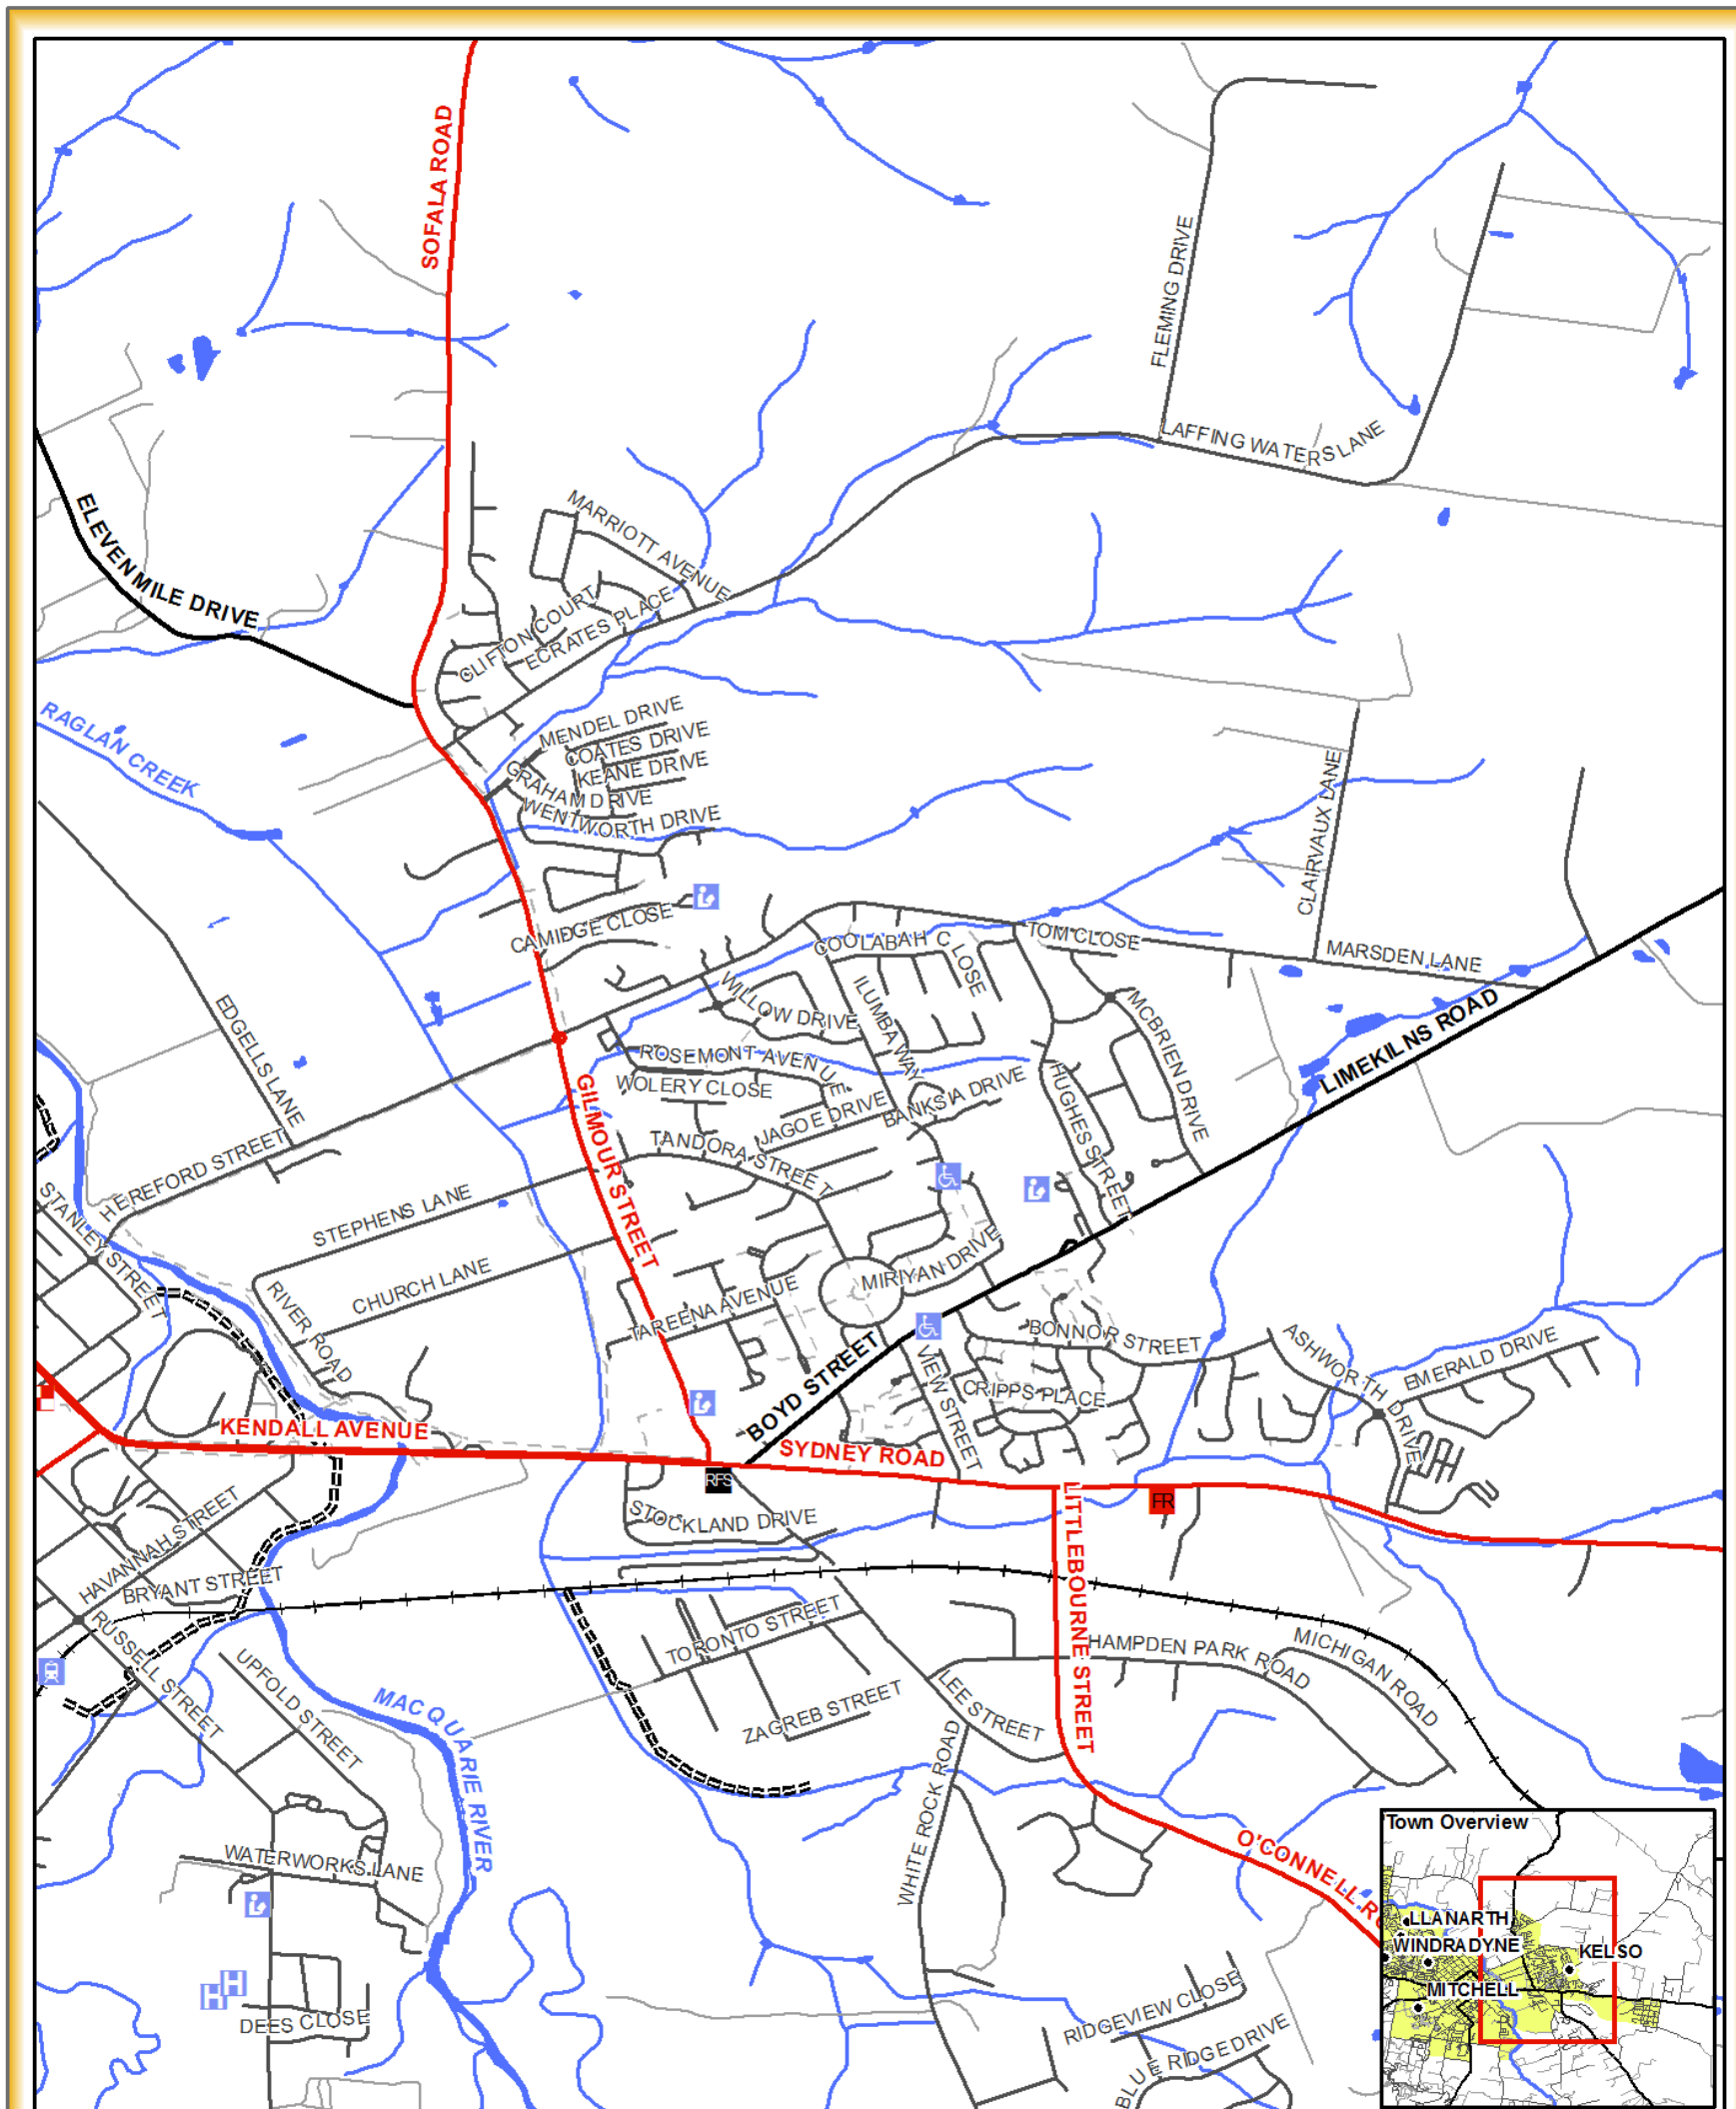 SOFALA ROAD
FLEMING DRIVE
LAFFING WATERS LANE
ELEVEN MILE DRIVE
MARRIOTT AVENUE
CLIFTON COURT
ECRATES PLACE
RAGLAN CREEK
MENDEL DRIVE
COATES DRIVE
KEANE DRIVE
GRAHAM DRIVE
WENTWORTH DRIVE
CLAIRVAUX LANE
CAMIDGE CLOSE
COOLABAH CLOSE
TOM CLOSE
MARSDEN LANE
EDGELLS LANE
WILLOW DRIVE
ILUMBA WAY
MCBRIEN DRIVE
LIMEKILNS ROAD
ROSEMONT AVENUE
WOLERY CLOSE
GILMOUR STREET
JAGOE DRIVE
BANKSIA DRIVE
HUGHES STREET
HEREFORD STREET
TANDORA STREET
STANLEY STREET
STEPHENS LANE
CHURCH LANE
RIVER ROAD
MIRIYAN DRIVE
TAREENA AVENUE
BOYD STREET
VIEW STREET
BONNOR STREET
CRIPPS PLACE
ASHWORTH DRIVE
EMERALD DRIVE
KENDALL AVENUE
SYDNEY ROAD
RFS
FR
STOCKLAND DRIVE
LITTLEBOURNE STREET
HAVANNAH STREET
BRYANT STREET
RUSSELL STREET
UPFOLD STREET
TORONTO STREET
ZAGREB STREET
LEE STREET
HAMPDEN PARK ROAD
MICHIGAN ROAD
MACQUARIE RIVER
WHITE ROCK ROAD
WATERWORKS LANE
O'CONNELL RO
H
H
DEES CLOSE
RIDGEVIEW CLOSE
BLUE RIDGE DRIVE
Town Overview
LLANARTH
WINDRADYNE
KELSO
MITCHELL